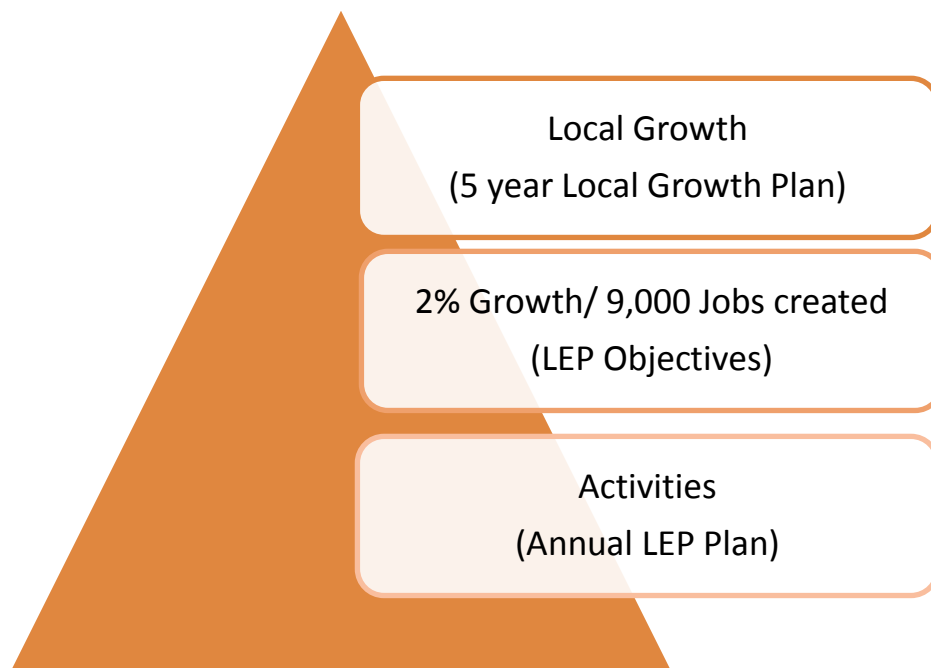 Local Growth
(5 year Local Growth Plan)
2% Growth/ 9,000 Jobs created
(LEP Objectives)
Activities
(Annual LEP Plan)